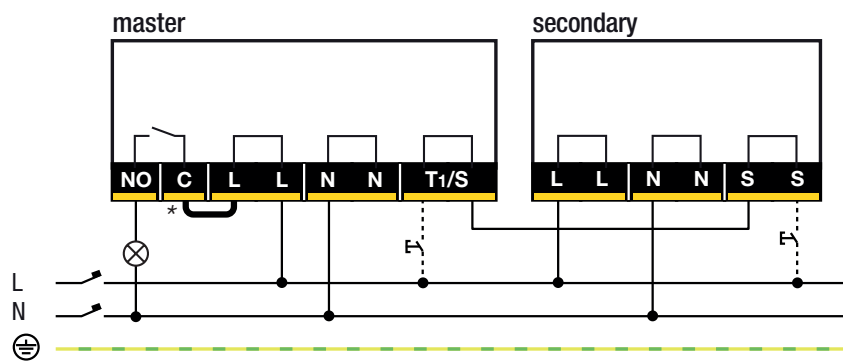 master secondary
NO C L L N N T1/S L L N N S S
*
L
N